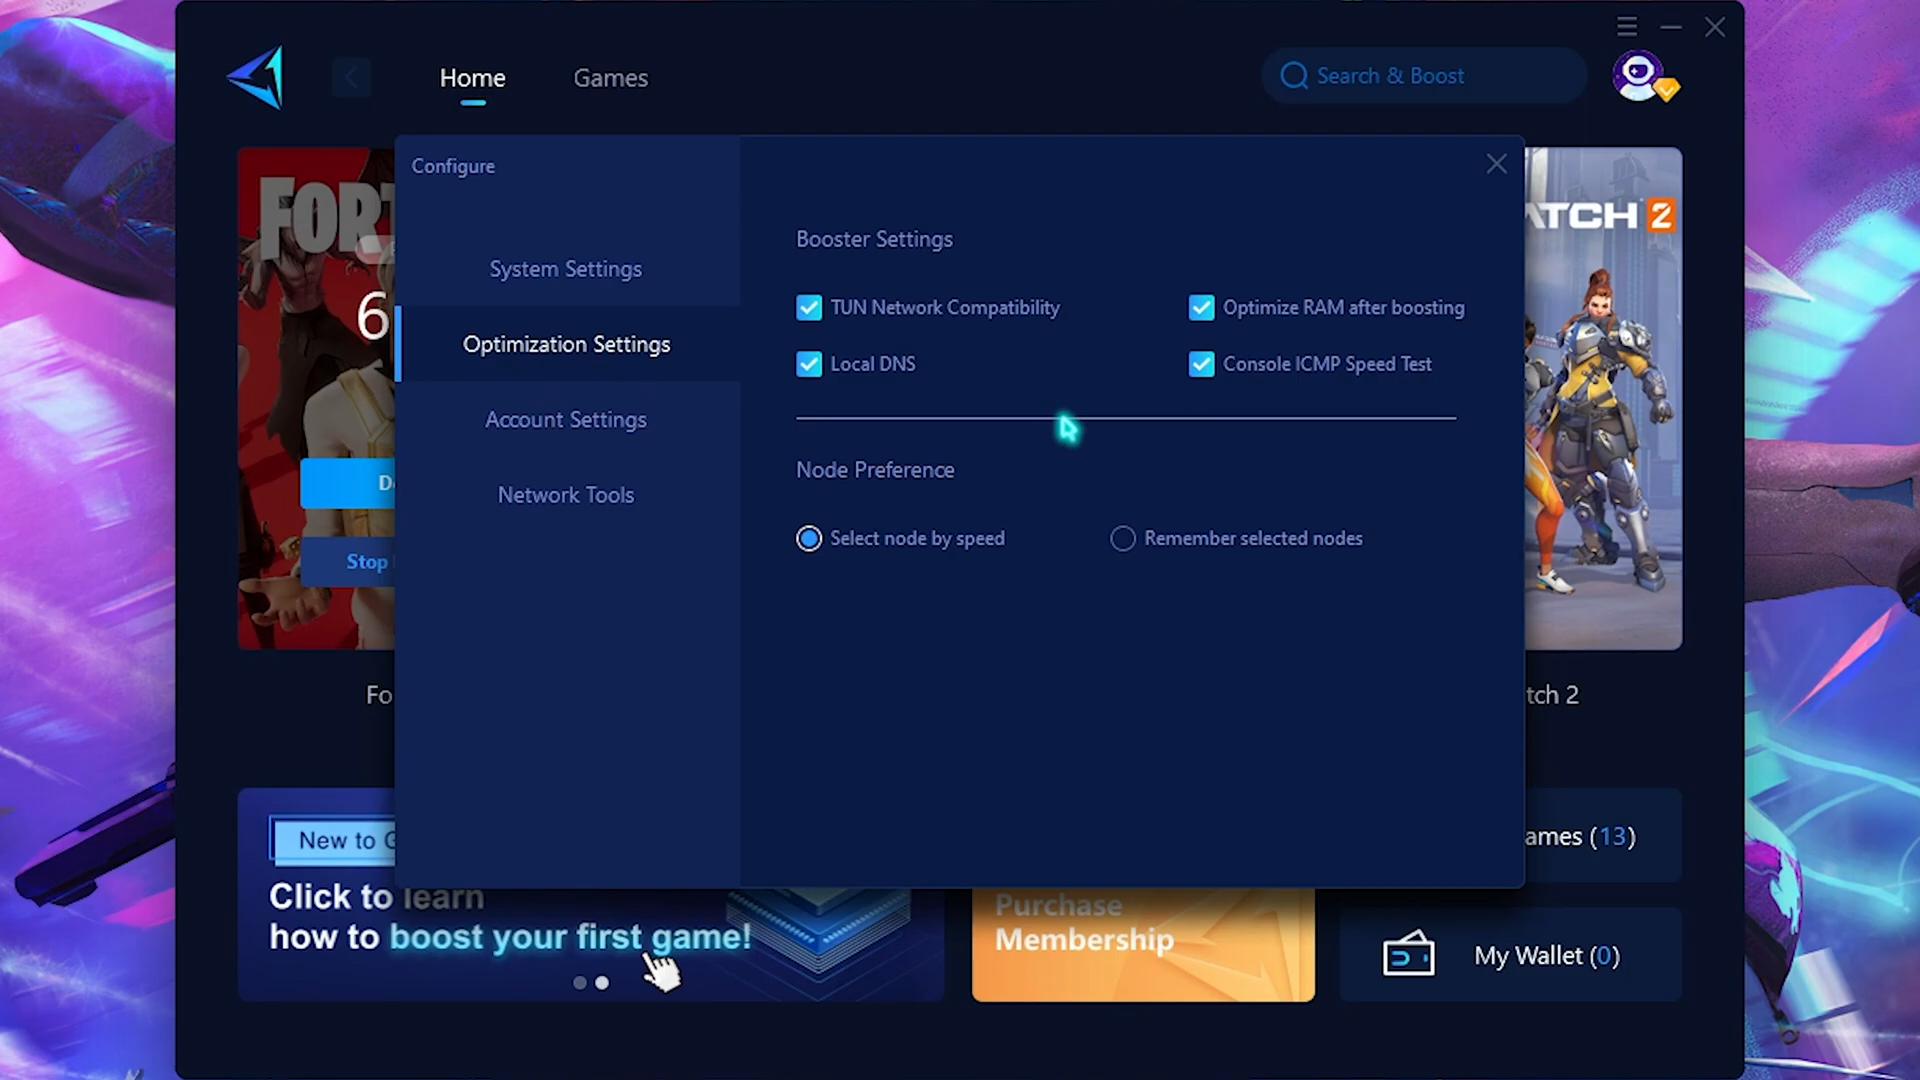 Home
Games
Search & Boost
Configure
System Settings
Optimization Settings
Account Settings
Network Tools
Booster Settings
TUN Network Compatibility
Optimize RAM after boosting
Local DNS
Console ICMP Speed Test
Node Preference
Select node by speed
Remember selected nodes
FORT
6
D
Stop
Fo
ATCH 2
tch 2
New to G
Click to learn
how to boost your first game!
Purchase
Membership
ames (13)
My Wallet (0)